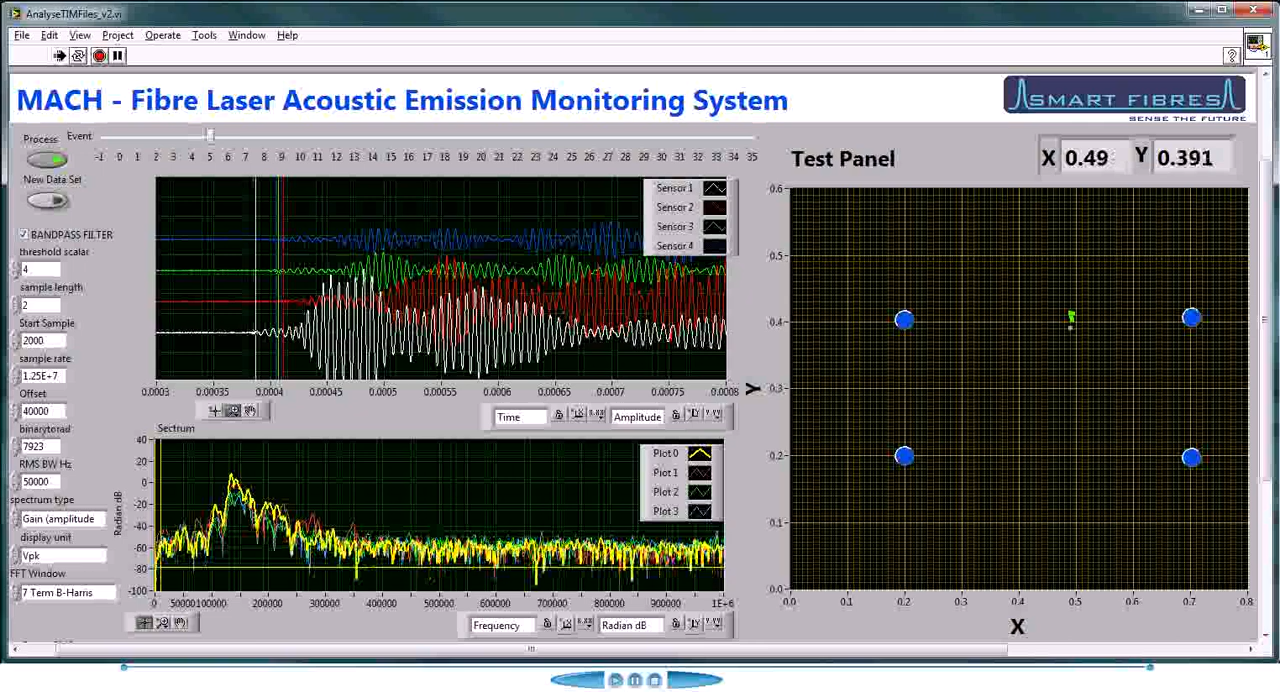 AnalyseTIMFiles_v2.vi
File Edit View Project Operate Tools Window Help
MACH - Fibre Laser Acoustic Emission Monitoring System
SMART FIBRES
SENSE THE FUTURE
Process Event
-1 0 1 2 3 4 5 6 7 8 9 10 11 12 13 14 15 16 17 18 19 20 21 22 23 24 25 26 27 28 29 30 31 32 33 34 35
New Data Set
BANDPASS FILTER
threshold scalar
4
sample length
2
Start Sample
2000
sample rate
1.25E+7
Offset
40000
binarytorad
7923
RMS BW Hz
50000
spectrum type
Gain (amplitude
display unit
Vpk
FFT Window
7 Term B-Harris
Sensor 1
Sensor 2
Sensor 3
Sensor 4
0.0003 0.00035 0.0004 0.00045 0.0005 0.00055 0.0006 0.00065 0.0007 0.00075 0.0008
Time Amplitude
Sectrum
Radian dB
40
20
0
-20
-40
-60
-80
-100
Plot 0
Plot 1
Plot 2
Plot 3
0 50000 100000 200000 300000 400000 500000 600000 700000 800000 900000 1E+6
Frequency Radian dB
Test Panel
X 0.49 Y 0.391
Y
0.6
0.5
0.4
0.3
0.2
0.1
0.0
0.0 0.1 0.2 0.3 0.4 0.5 0.6 0.7 0.8
X